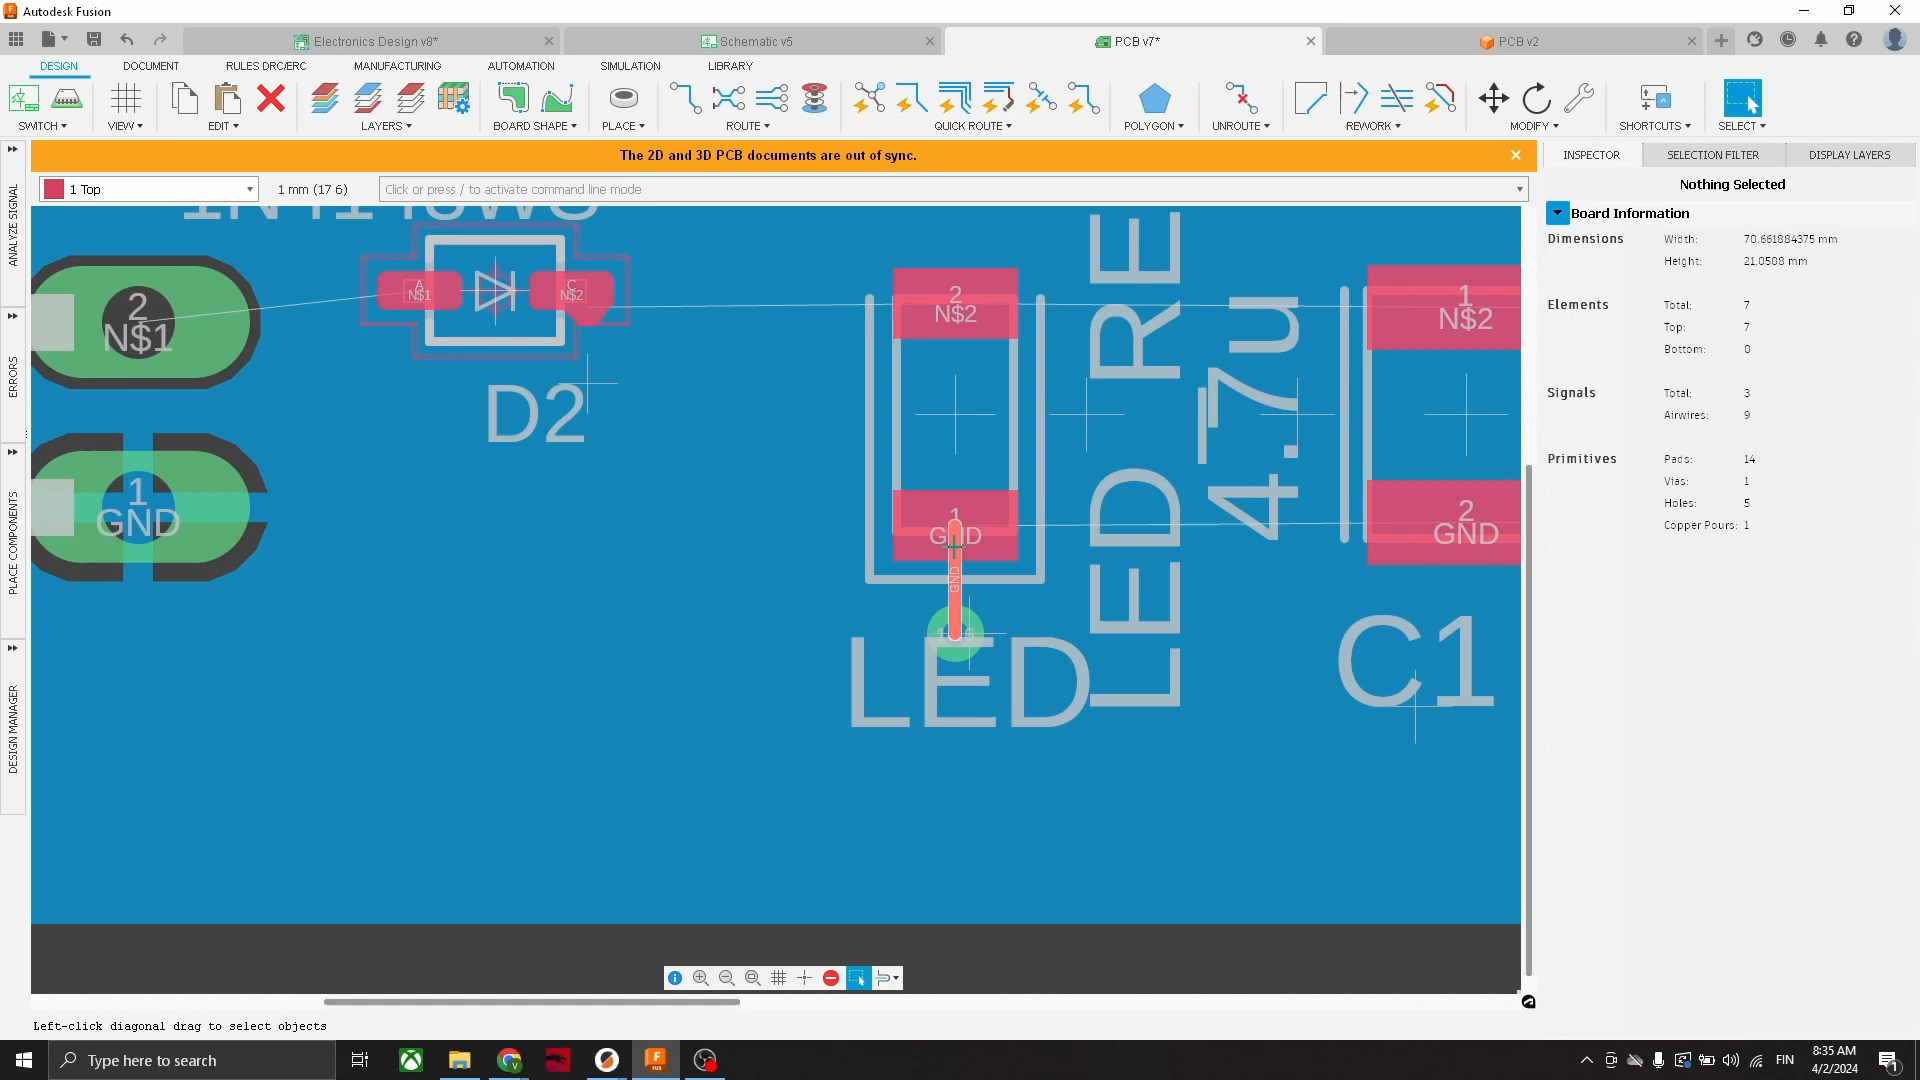 Autodesk Fusion
Electronics Design v8*
Schematic v5
PCB v7*
PCB v2
DESIGN
DOCUMENT
RULES DRC/ERC
MANUFACTURING
AUTOMATION
SIMULATION
LIBRARY
SWITCH
VIEW
EDIT
LAYERS
BOARD SHAPE
PLACE
ROUTE
QUICK ROUTE
POLYGON
UNROUTE
REWORK
MODIFY
SHORTCUTS
SELECT
The 2D and 3D PCB documents are out of sync.
INSPECTOR
SELECTION FILTER
DISPLAY LAYERS
1 Top
1 mm (17 6)
Click or press / to activate command line mode
Nothing Selected
Board Information
Dimensions
Width: 70.661884375 mm
Height: 21.0508 mm
Elements
Total: 7
Top: 7
Bottom: 0
Signals
Total: 3
Airwires: 9
Primitives
Pads: 14
Vias: 1
Holes: 5
Copper Pours: 1
ANALYZE SIGNAL
ERRORS
PLACE COMPONENTS
DESIGN MANAGER
2
N$1
A
N$1
C
N$2
D2
1
GND
2
N$2
1
GND
GND
LED
LED RE
4.7u
1
N$2
2
GND
C1
Left-click diagonal drag to select objects
Type here to search
FIN
8:35 AM
4/2/2024
1